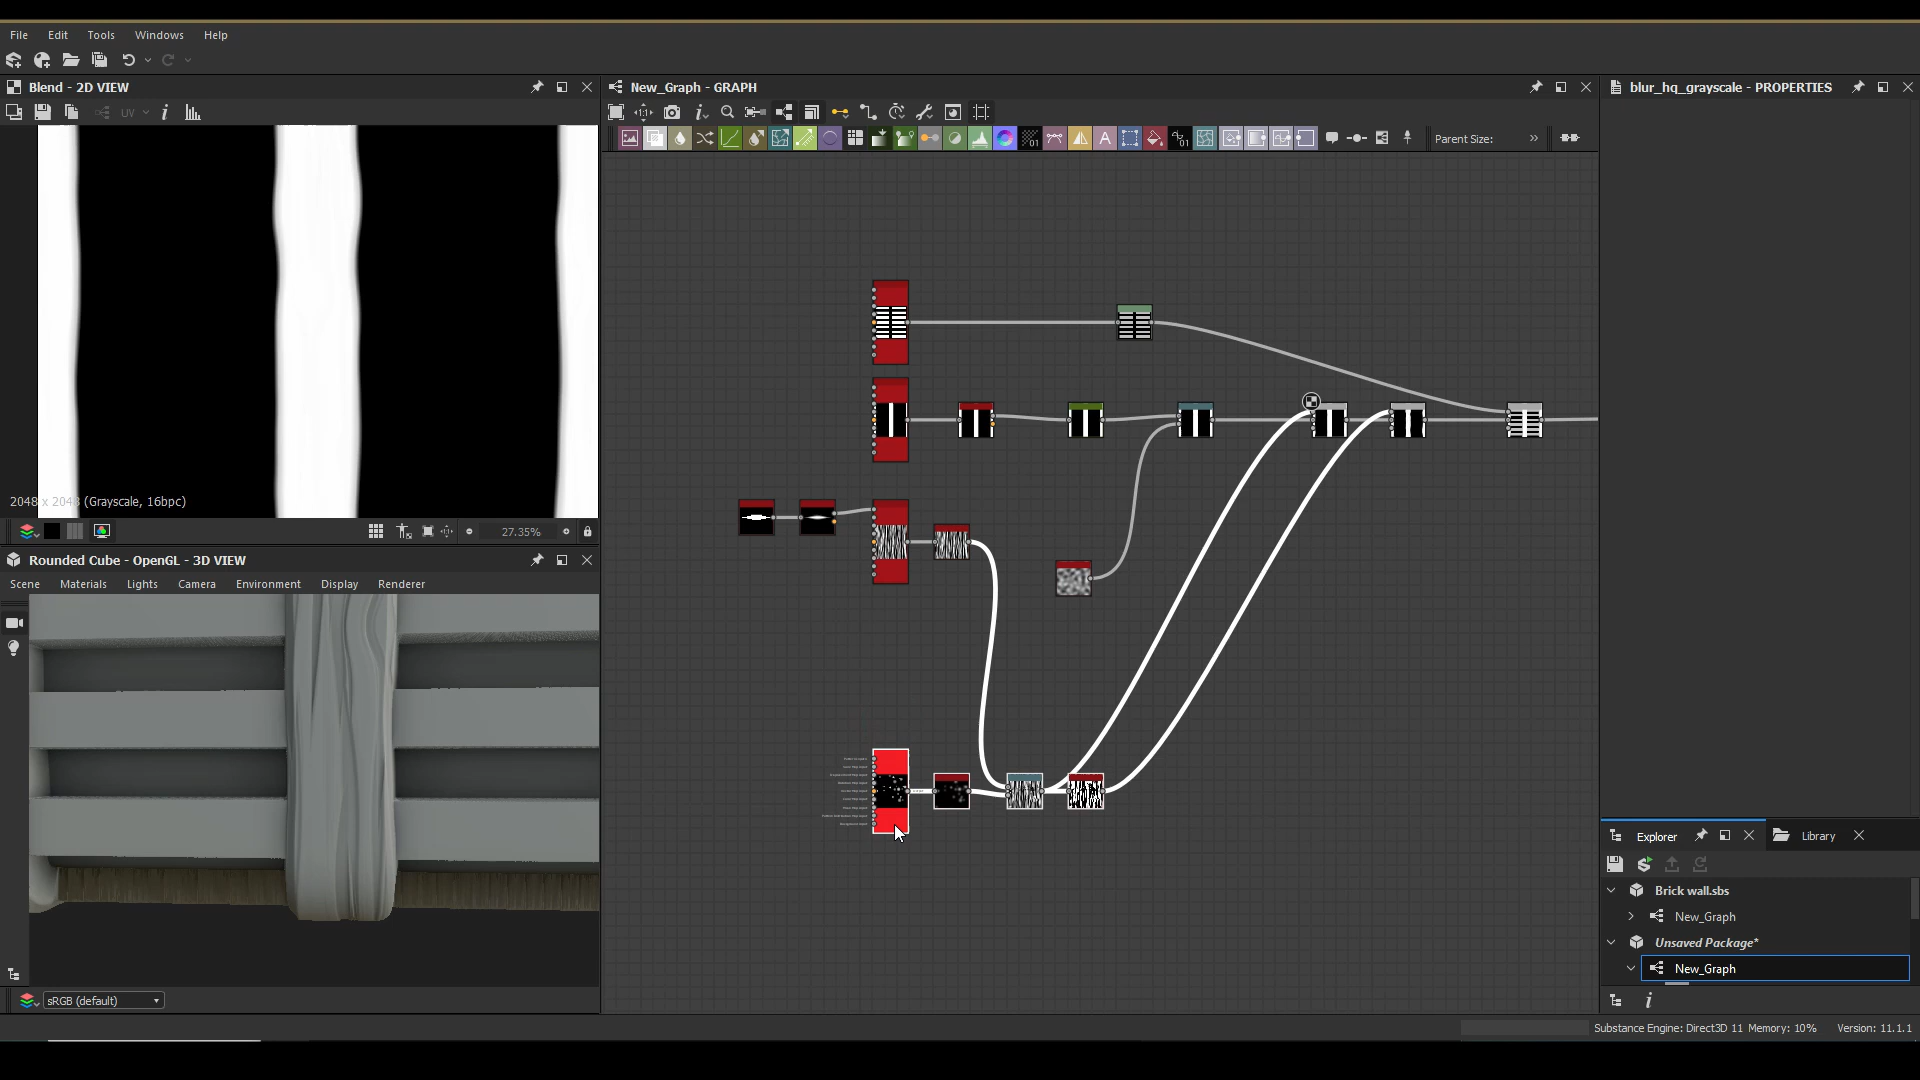 File Edit Tools Windows Help
Blend - 2D VIEW
New_Graph - GRAPH
blur_hq_grayscale - PROPERTIES
UV
Parent Size:
2048 x 2048 (Grayscale, 16bpc)
27.35%
Rounded Cube - OpenGL - 3D VIEW
Scene Materials Lights Camera Environment Display Renderer
Explorer
Library
Brick wall.sbs
New_Graph
Unsaved Package*
New_Graph
sRGB (default)
Substance Engine: Direct3D 11 Memory: 10% Version: 11.1.1